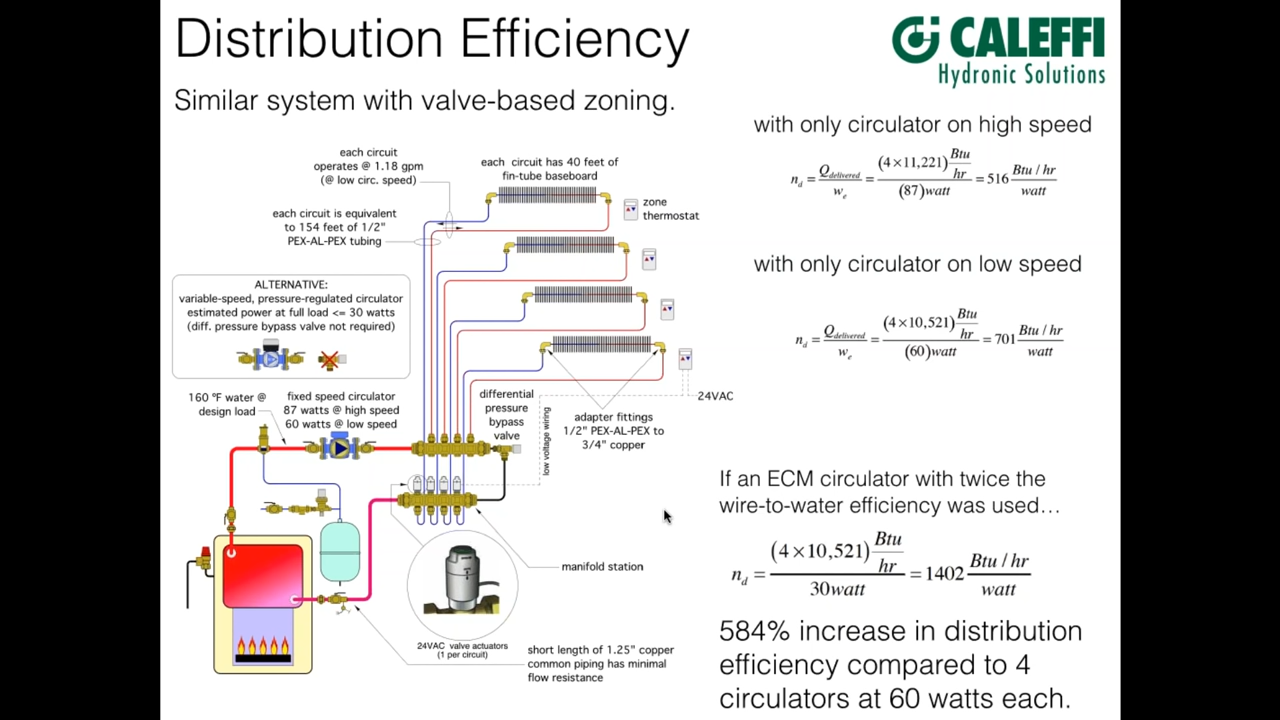 Distribution Efficiency
CALEFFI
Hydronic Solutions
Similar system with valve-based zoning.
each circuit
operates @ 1.18 gpm
(@ low circ. speed)
each circuit has 40 feet of
fin-tube baseboard
zone
thermostat
each circuit is equivalent
to 154 feet of 1/2"
PEX-AL-PEX tubing
ALTERNATIVE:
variable-speed, pressure-regulated circulator
estimated power at full load <= 30 watts
(diff. pressure bypass valve not required)
160 ºF water @
design load
fixed speed circulator
87 watts @ high speed
60 watts @ low speed
differential
pressure
bypass
valve
low voltage wiring
24VAC
adapter fittings
1/2" PEX-AL-PEX to
3/4" copper
manifold station
24VAC valve actuators
(1 per circuit)
short length of 1.25" copper
common piping has minimal
flow resistance
with only circulator on high speed
n_d = Q_delivered / w_e = (4×11,221) Btu/hr / (87)watt = 516 Btu / hr / watt
with only circulator on low speed
n_d = Q_delivered / w_e = (4×10,521) Btu/hr / (60)watt = 701 Btu / hr / watt
If an ECM circulator with twice the
wire-to-water efficiency was used…
n_d = (4×10,521) Btu/hr / 30watt = 1402 Btu / hr / watt
584% increase in distribution
efficiency compared to 4
circulators at 60 watts each.